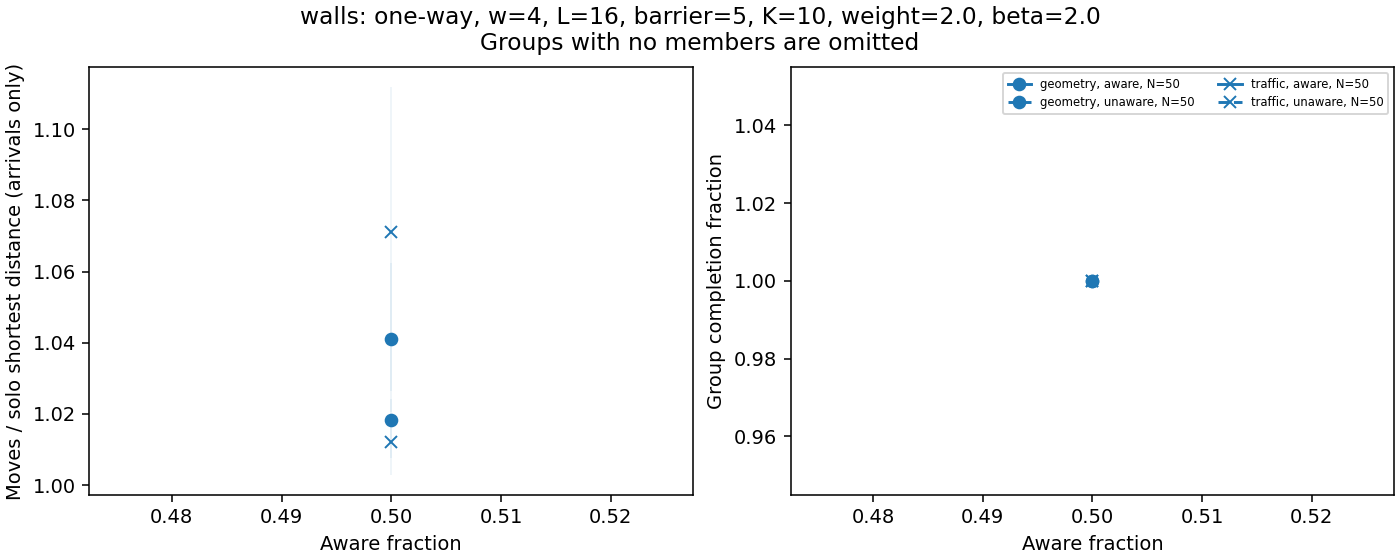 walls: one-way, w=4, L=16, barrier=5, K=10, weight=2.0, beta=2.0
Groups with no members are omitted
Moves / solo shortest distance (arrivals only)
1.10
1.08
1.06
1.04
1.02
1.00
0.48
0.49
0.50
0.51
0.52
Aware fraction
Group completion fraction
1.04
1.02
1.00
0.98
0.96
geometry, aware, N=50
geometry, unaware, N=50
traffic, aware, N=50
traffic, unaware, N=50
0.48
0.49
0.50
0.51
0.52
Aware fraction